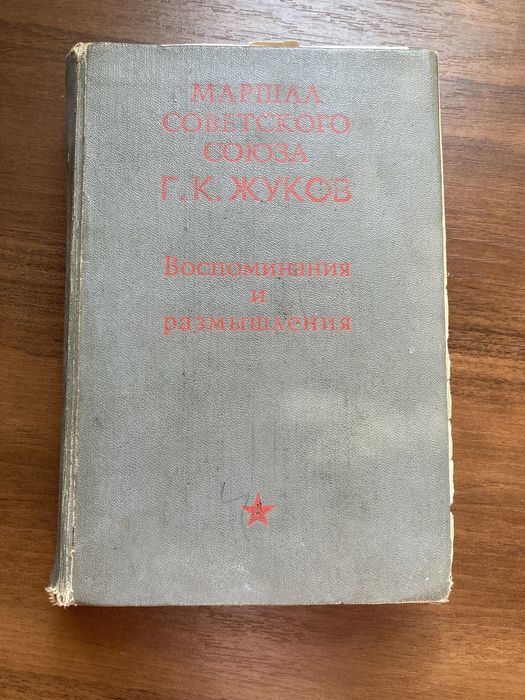 МАРШАЛ
СОВЕТСКОГО
СОЮЗА
Г. К. ЖУКОВ
Воспоминания
и
размышления